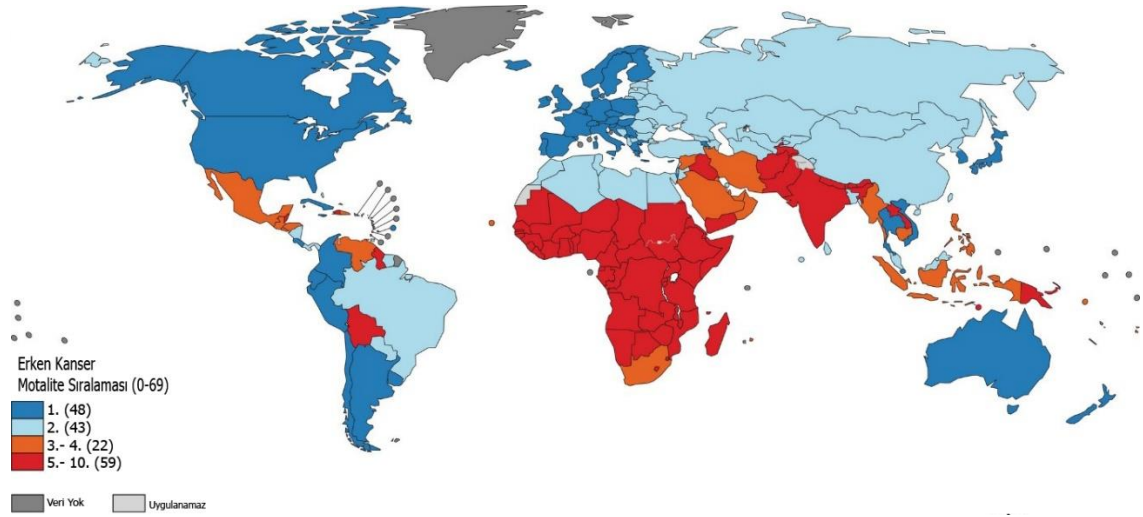 Erken Kanser
Motalite Sıralaması (0-69)
1. (48)
2. (43)
3.- 4. (22)
5.- 10. (59)
Veri Yok
Uygulanamaz